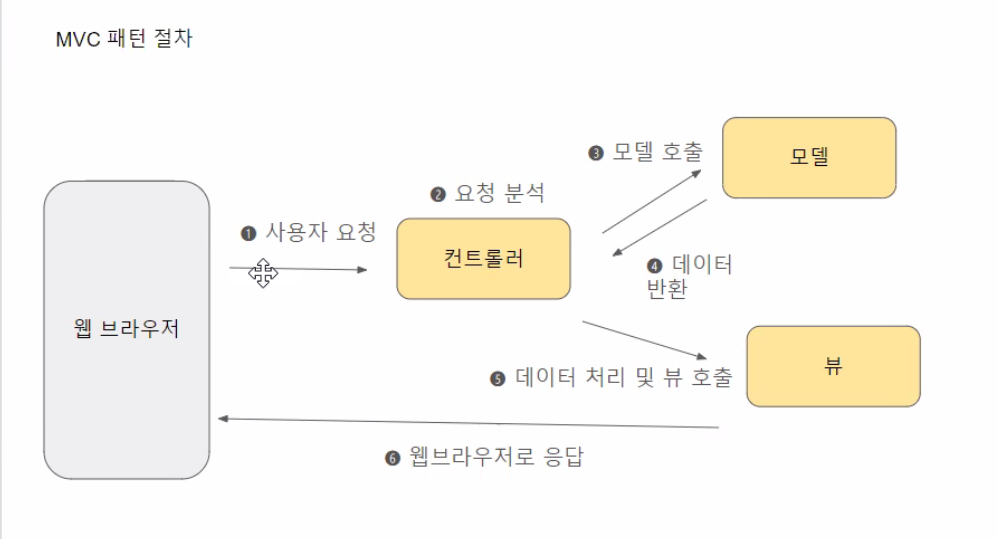 MVC 패턴 절차
❸ 모델 호출
모델
❷ 요청 분석
❶ 사용자 요청
컨트롤러
❹ 데이터
반환
웹 브라우저
뷰
❺ 데이터 처리 및 뷰 호출
❻ 웹브라우저로 응답